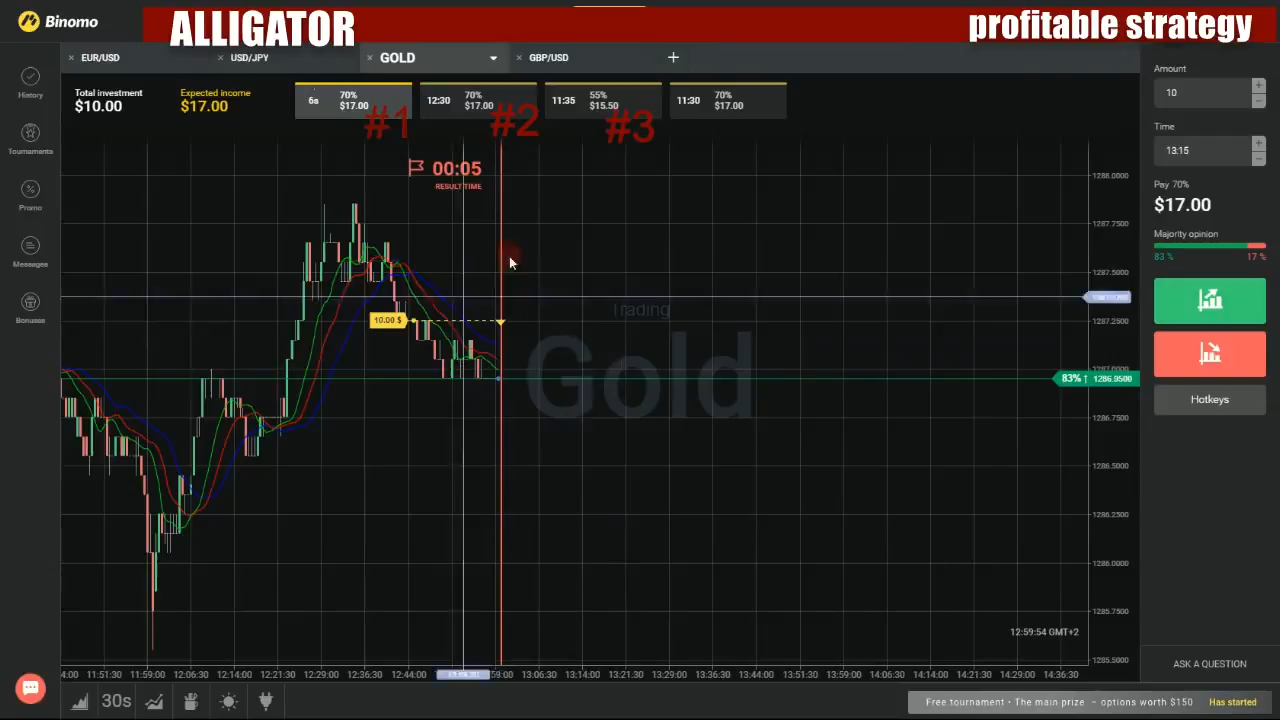 Binomo
ALLIGATOR
profitable strategy
EUR/USD
USD/JPY
GOLD
GBP/USD
Total investment
$10.00
Expected income
$17.00
6s
70%
$17.00
12:30
70%
$17.00
11:35
55%
$15.50
11:30
70%
$17.00
#1
#2
#3
History
Tournaments
Promo
Messages
Bonuses
00:05
RESULT TIME
10.00 $
Trading
Gold
1288.0000
1287.7500
1287.5000
1287.2500
1287.0000
83%↑ 1286.9500
1286.7500
1286.5000
1286.2500
1286.0000
1285.7500
1285.5000
12:59:54 GMT+2
4:00
11:51:30
11:59:00
12:06:30
12:14:00
12:21:30
12:29:00
12:36:30
12:44:00
59:00
13:06:30
13:14:00
13:21:30
13:29:00
13:36:30
13:44:00
13:51:30
13:59:00
14:06:30
14:14:00
14:21:30
14:29:00
14:36:30
30s
Amount
10
Time
13:15
Pay 70%
$17.00
Majority opinion
83 %
17 %
Hotkeys
ASK A QUESTION
Free tournament • The main prize – options worth $150
Has started